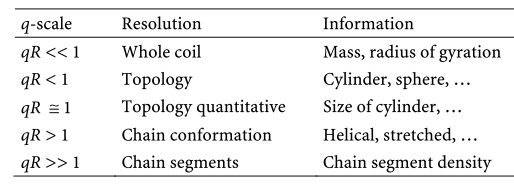 q-scale Resolution Information
qR << 1 Whole coil Mass, radius of gyration
qR < 1 Topology Cylinder, sphere, …
qR ≅ 1 Topology quantitative Size of cylinder, …
qR > 1 Chain conformation Helical, stretched, …
qR >> 1 Chain segments Chain segment density